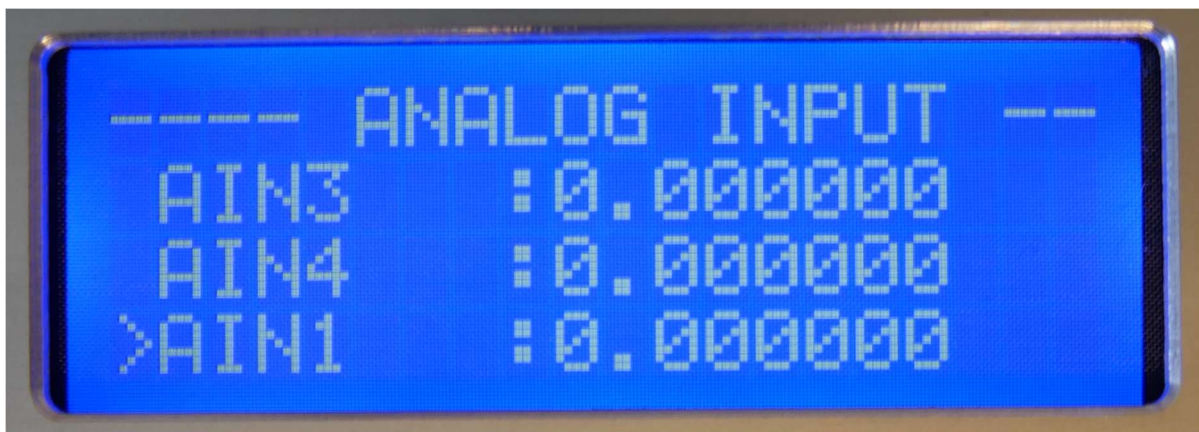 ---- ANALOG INPUT --
AIN3 :0.000000
AIN4 :0.000000
>AIN1 :0.000000